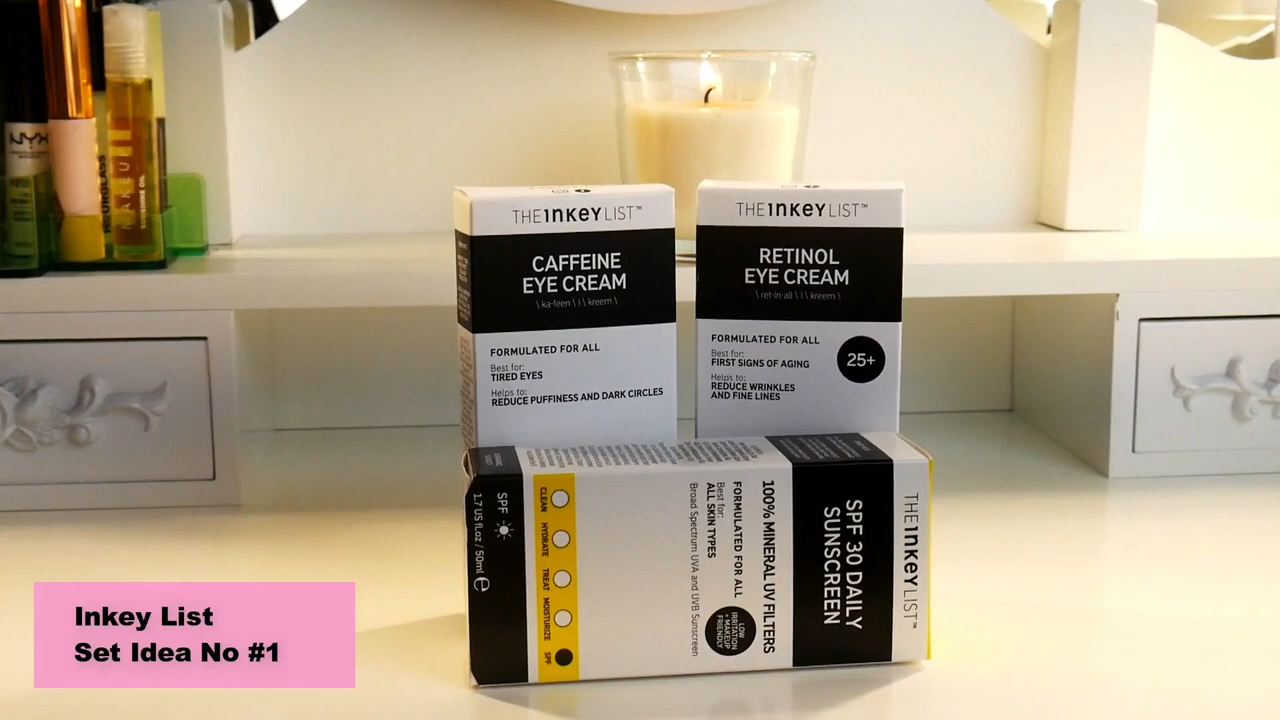 NYX
HOURGLASS
MAKEUP
SUNSHINE OIL
THE INKEY LIST™
CAFFEINE
EYE CREAM
\ ka-feen \ ī \ kreem \
FORMULATED FOR ALL
Best for:
TIRED EYES
Helps to:
REDUCE PUFFINESS AND DARK CIRCLES
THE INKEY LIST™
RETINOL
EYE CREAM
\ ret-in-all \ ī \ kreem \
FORMULATED FOR ALL
Best for:
FIRST SIGNS OF AGING
Helps to:
REDUCE WRINKLES
AND FINE LINES
25+
THE INKEY LIST™
SPF 30 DAILY
SUNSCREEN
100% MINERAL UV FILTERS
FORMULATED FOR ALL
Best for:
ALL SKIN TYPES
Broad Spectrum UVA and UVB Sunscreen
LOW
IRRITATION
+ MAKEUP
FRIENDLY
CLEAN HYDRATE TREAT MOISTURIZE SPF
SPF
1.7 US fl.oz / 50ml ℮
Inkey List
Set Idea No #1